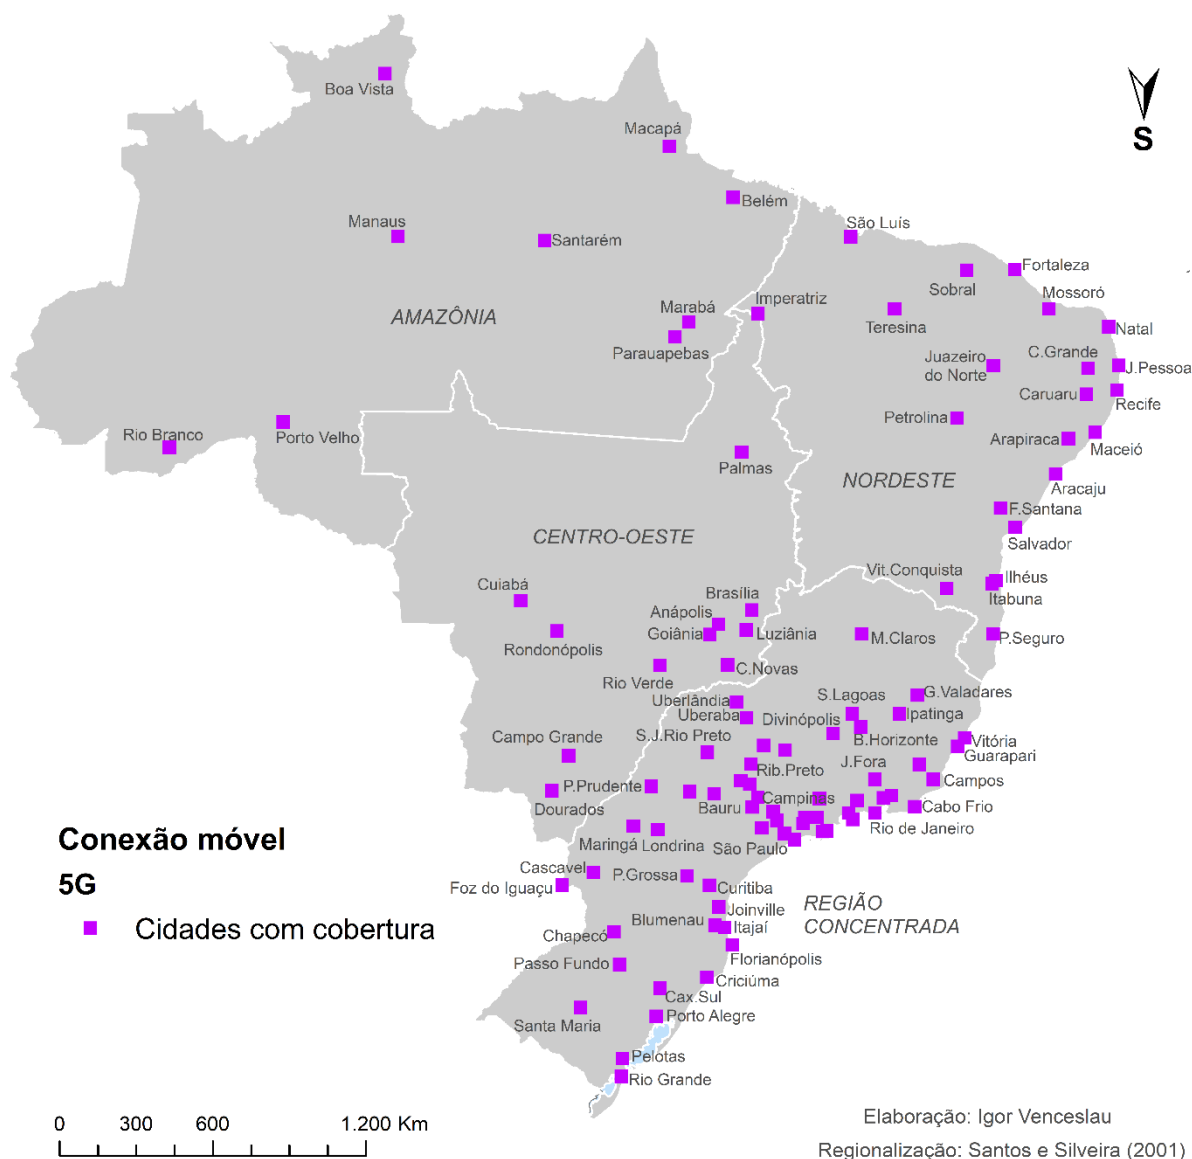 Boa Vista
Macapá
S
Belém
Manaus
Santarém
São Luís
Fortaleza
Sobral
Mossoró
Imperatriz
Marabá
AMAZÔNIA
Teresina
Natal
Parauapebas
Juazeiro
do Norte
C.Grande
J.Pessoa
Caruaru
Recife
Petrolina
Rio Branco
Porto Velho
Arapiraca
Maceió
Palmas
NORDESTE
Aracaju
F.Santana
CENTRO-OESTE
Salvador
Vit.Conquista
Ilhéus
Cuiabá
Itabuna
Brasília
Anápolis
Goiânia
Luziânia
M.Claros
P.Seguro
Rondonópolis
C.Novas
Rio Verde
Uberlândia
S.Lagoas
G.Valadares
Uberaba
Divinópolis
Ipatinga
S.J.Rio Preto
B.Horizonte
Vitória
Campo Grande
Guarapari
J.Fora
Rib.Preto
Campos
P.Prudente
Campinas
Bauru
Cabo Frio
Dourados
Rio de Janeiro
Conexão móvel
Maringá
Londrina
São Paulo
Cascavel
P.Grossa
5G
Foz do Iguaçu
Curitiba
REGIÃO
CONCENTRADA
Joinville
Blumenau
Itajaí
Cidades com cobertura
Chapecó
Florianópolis
Passo Fundo
Criciúma
Cax.Sul
Santa Maria
Porto Alegre
Pelotas
Rio Grande
0 300 600 1.200 Km
Elaboração: Igor Venceslau
Regionalização: Santos e Silveira (2001)